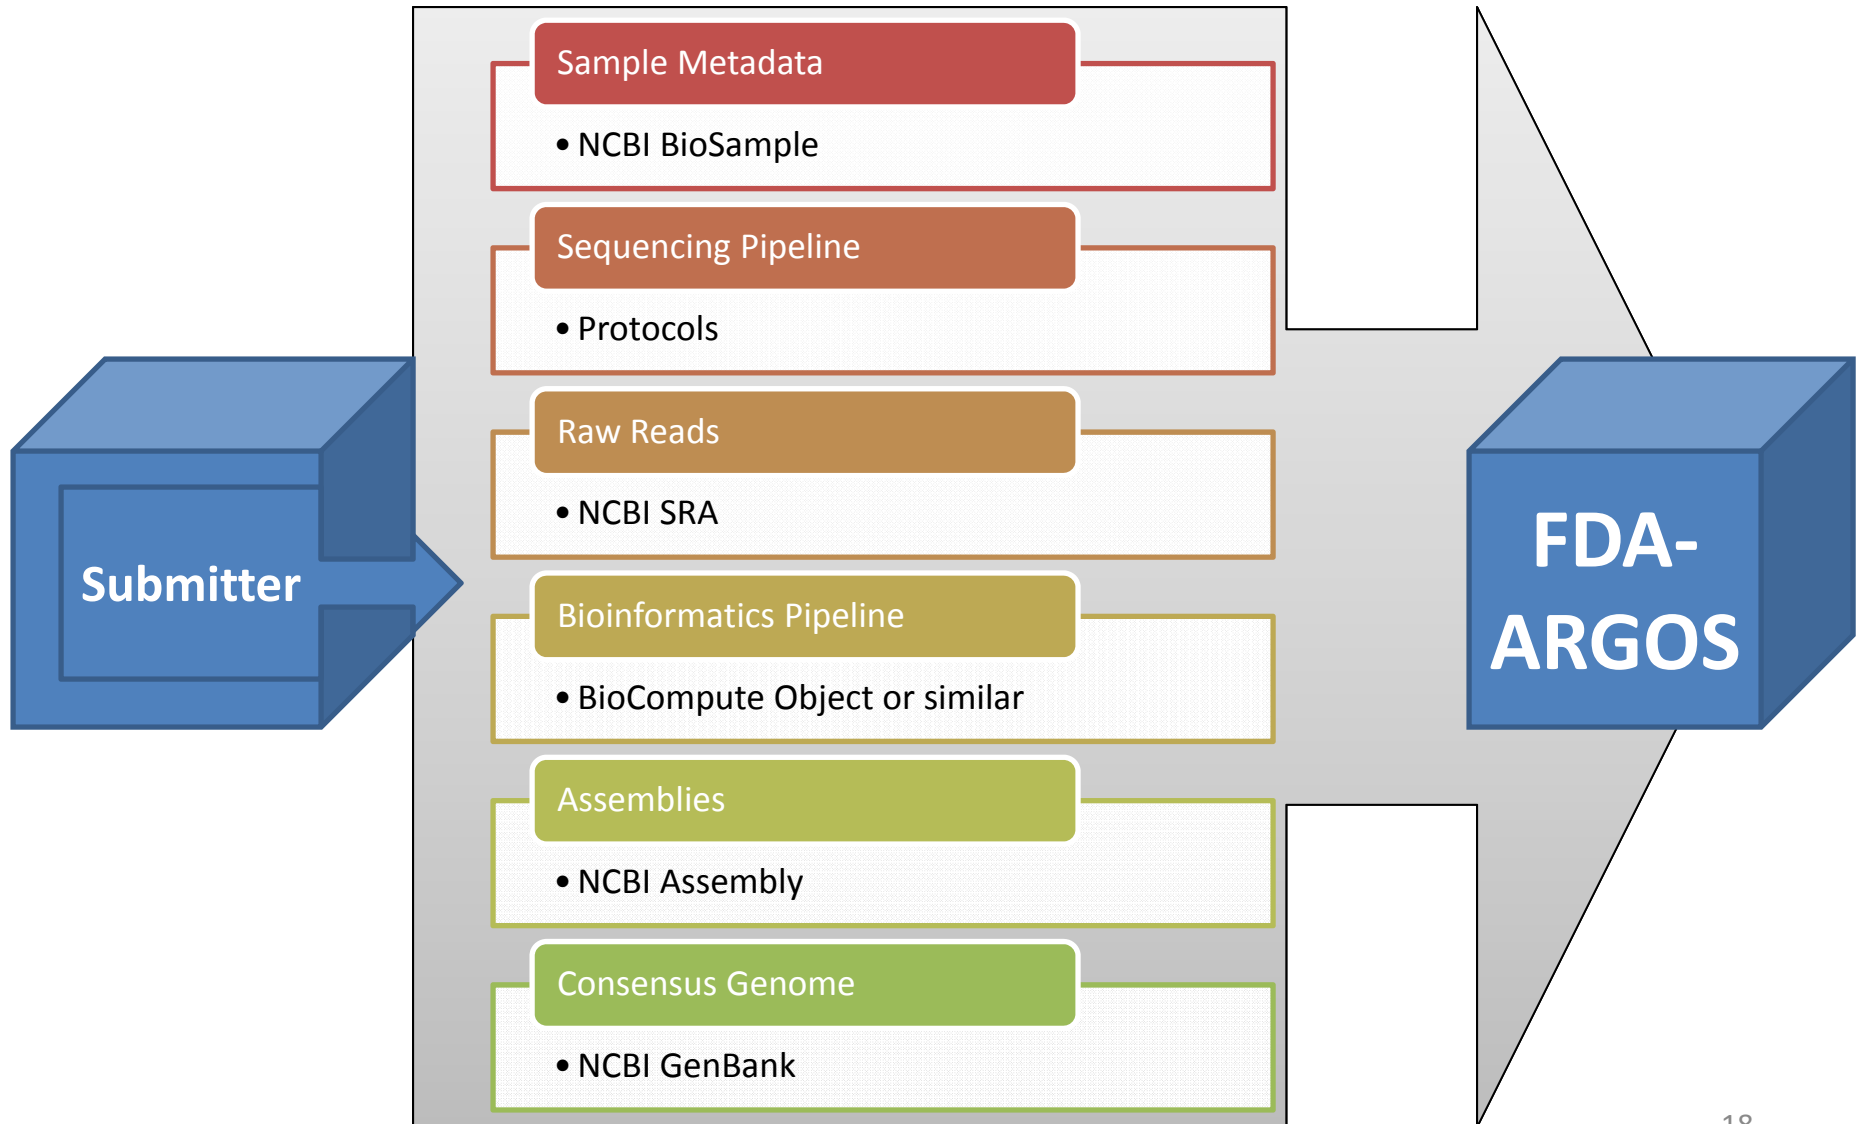 Sample Metadata
• NCBI BioSample
Sequencing Pipeline
• Protocols
Raw Reads
• NCBI SRA
Submitter
FDA-
ARGOS
Bioinformatics Pipeline
• BioCompute Object or similar
Assemblies
• NCBI Assembly
Consensus Genome
• NCBI GenBank
18